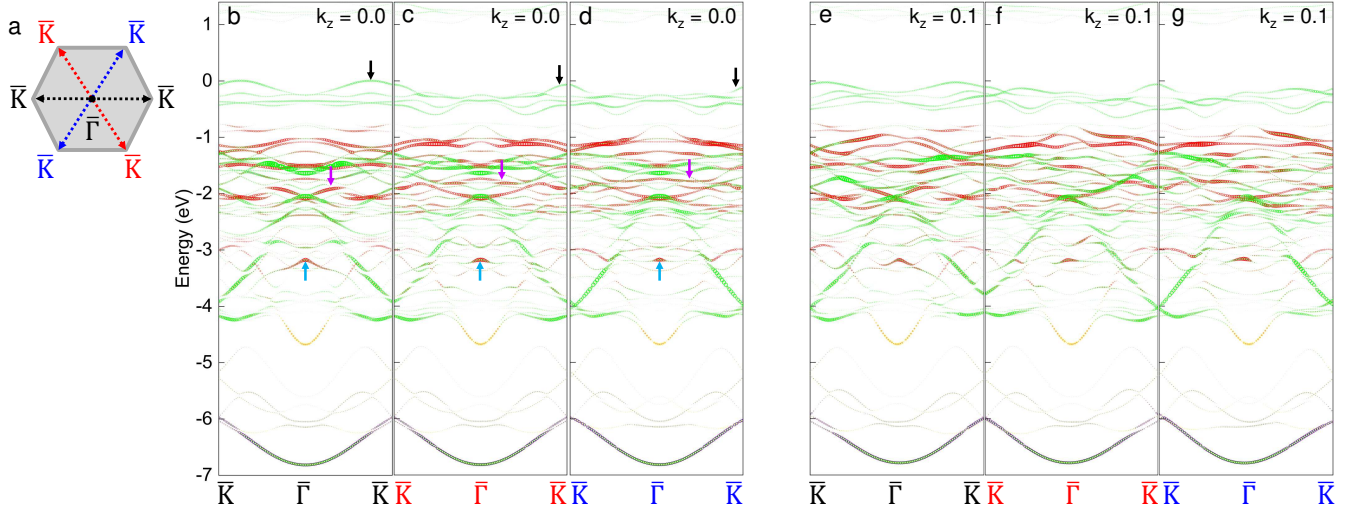 a
K̅ K̅
K̅ K̅
Γ̅
K̅ K̅
b k_z = 0.0
c k_z = 0.0
d k_z = 0.0
e k_z = 0.1
f k_z = 0.1
g k_z = 0.1
Energy (eV)
0
-1
-2
-3
-4
-5
-6
-7
K̅ Γ̅ K̅ K̅ Γ̅ K̅ K̅ Γ̅ K̅ K̅ Γ̅ K̅ K̅ Γ̅ K̅ K̅ Γ̅ K̅